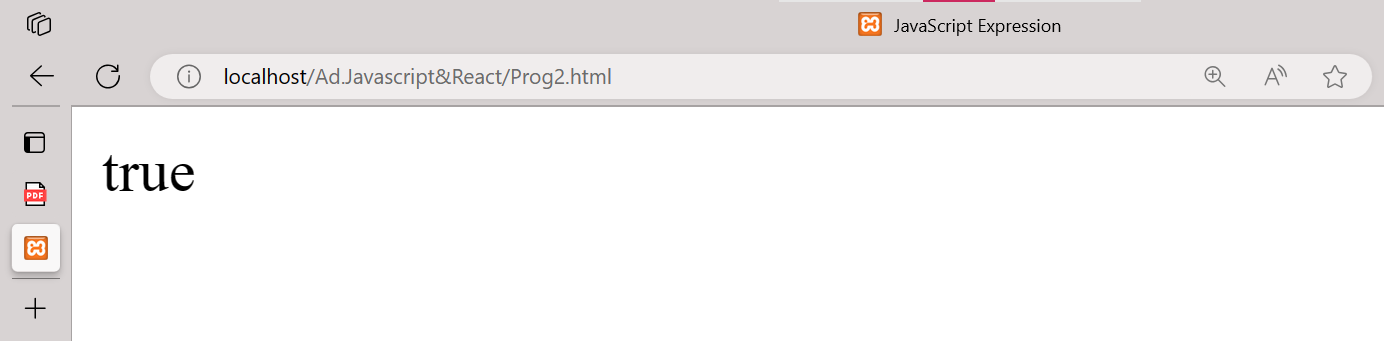 JavaScript Expression
localhost/Ad.Javascript&React/Prog2.html
A
PDF
true